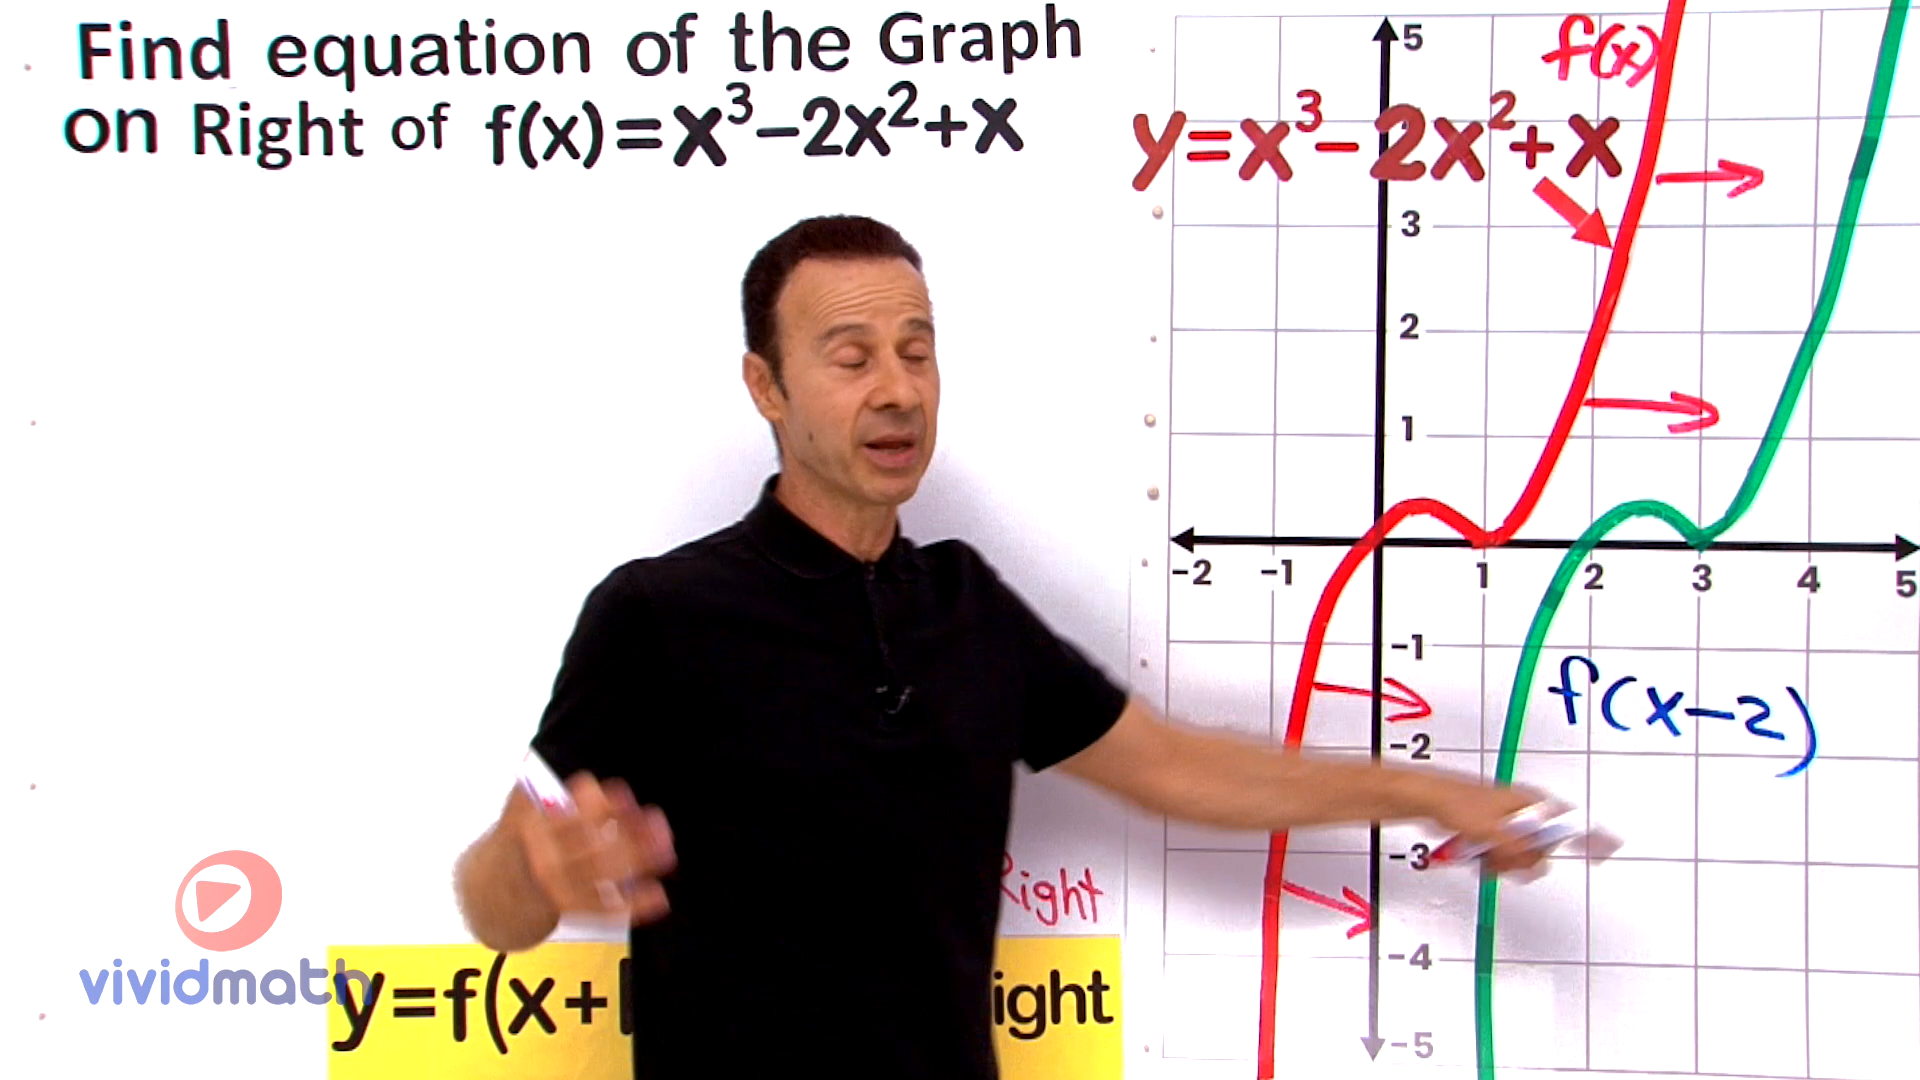 Find equation of the Graph
on Right of f(x)=x³-2x²+x
f(x)
y=x³-2x²+x
5
3
2
1
-2 -1 1 2 3 4 5
-1
f(x-2)
-2
-3
Right
-4
vividmath
y=f(x+ ight
-5